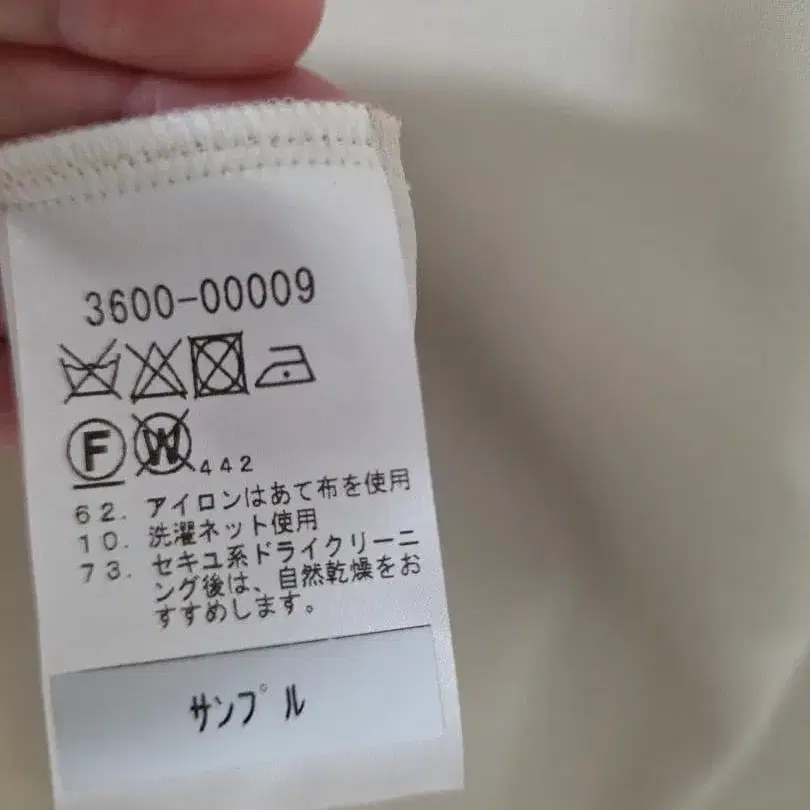 3600-00009
F W 442
62. アイロンはあて布を使用
10. 洗濯ネット使用
73. セキユ系ドライクリーニ
ング後は、自然乾燥をお
すすめします。
サンプル